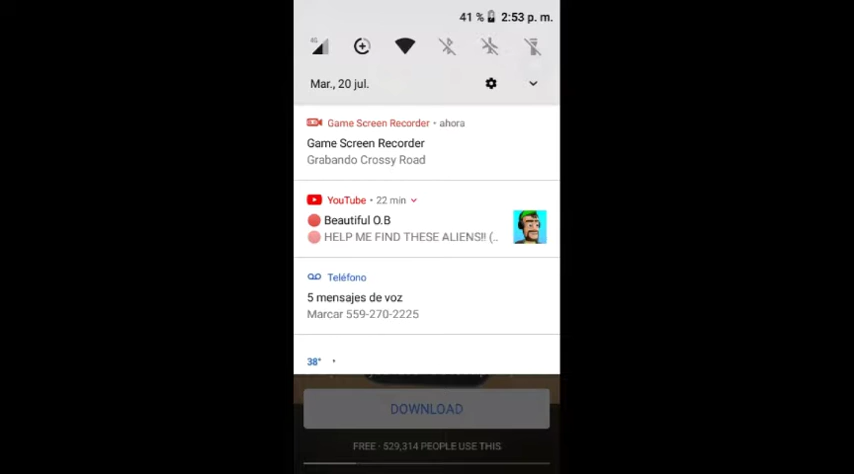 41 % 2:53 p. m.
4G
Mar., 20 jul.
Game Screen Recorder • ahora
Game Screen Recorder
Grabando Crossy Road
YouTube • 22 min
Beautiful O.B
HELP ME FIND THESE ALIENS!! (..
Teléfono
5 mensajes de voz
Marcar 559-270-2225
38°
DOWNLOAD
FREE · 529,314 PEOPLE USE THIS